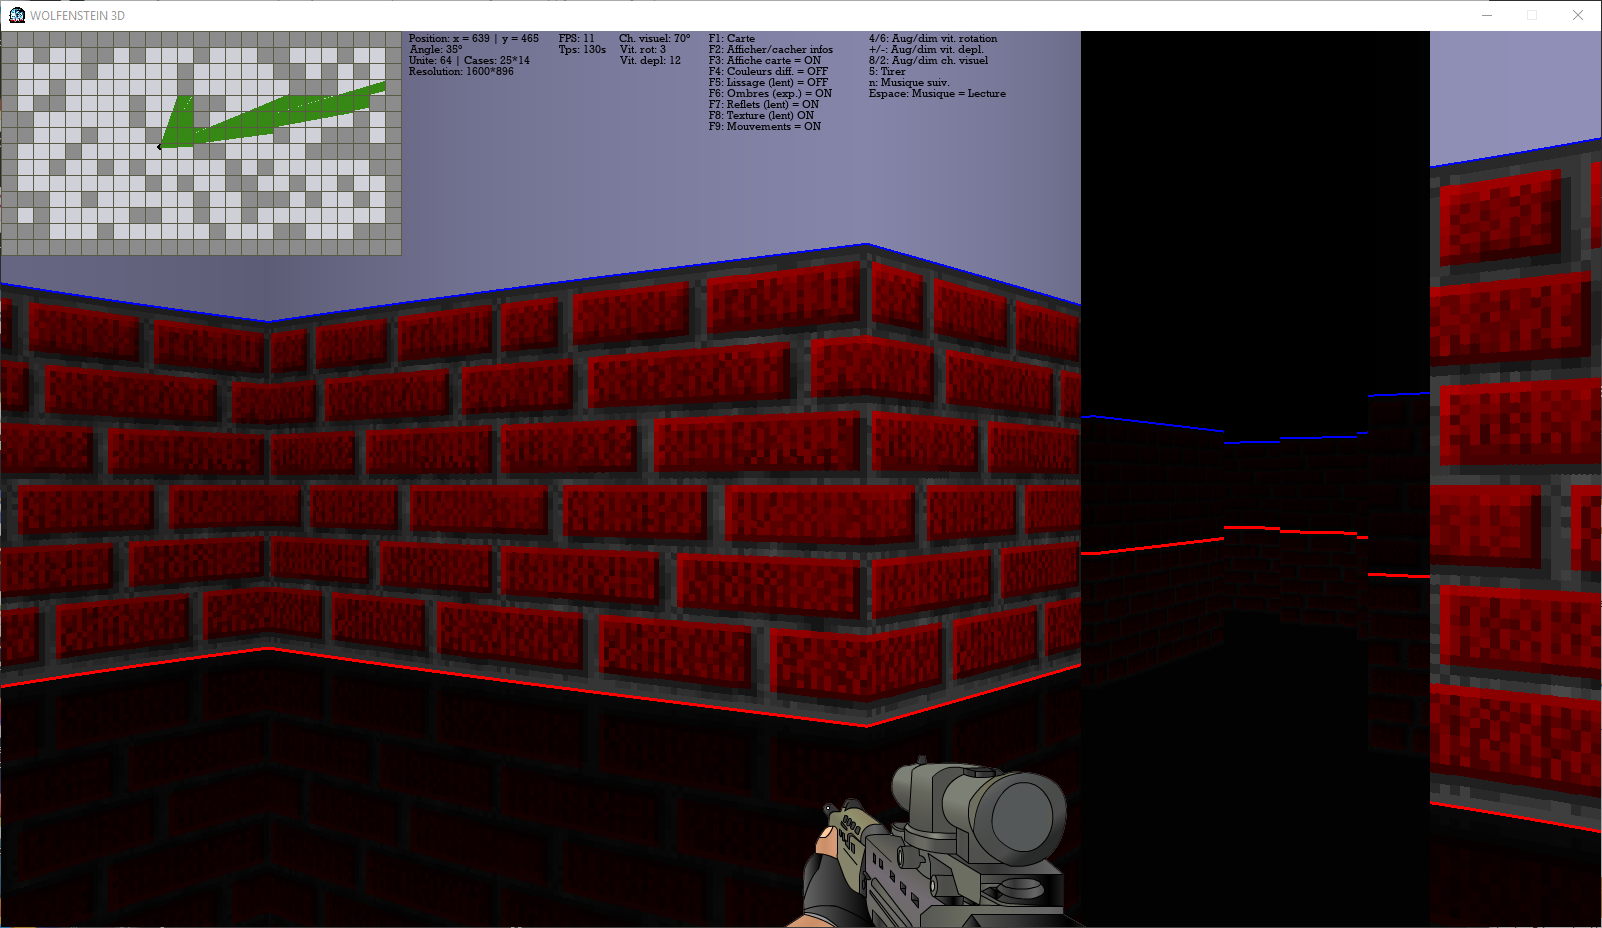 WOLFENSTEIN 3D
Position: x = 639 | y = 465
Angle: 35°
Unite: 64 | Cases: 25*14
Resolution: 1600*896
FPS: 11
Tps: 130s
Ch. visuel: 70°
Vit. rot: 3
Vit. depl: 12
F1: Carte
F2: Afficher/cacher infos
F3: Affiche carte = ON
F4: Couleurs diff. = OFF
F5: Lissage (lent) = OFF
F6: Ombres (exp.) = ON
F7: Reflets (lent) = ON
F8: Texture (lent) ON
F9: Mouvements = ON
4/6: Aug/dim vit. rotation
+/-: Aug/dim vit. depl.
8/2: Aug/dim ch. visuel
5: Tirer
n: Musique suiv.
Espace: Musique = Lecture